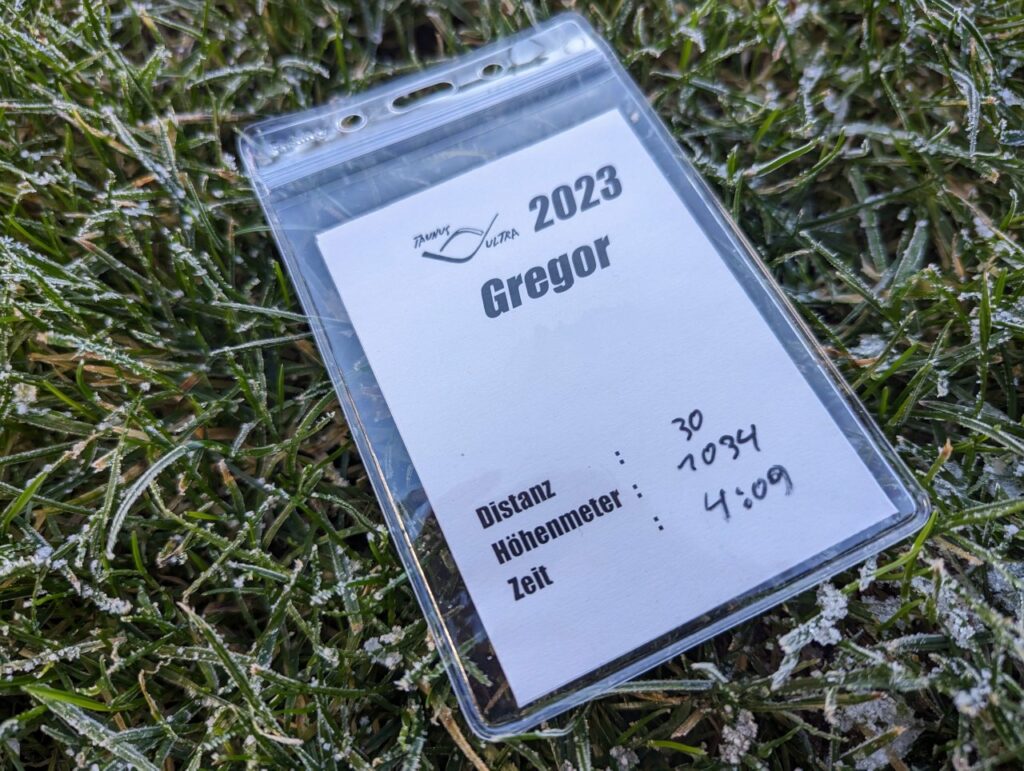 TAUNUS ULTRA 2023
Gregor
Distanz : 30
Höhenmeter : 1034
Zeit : 4:09